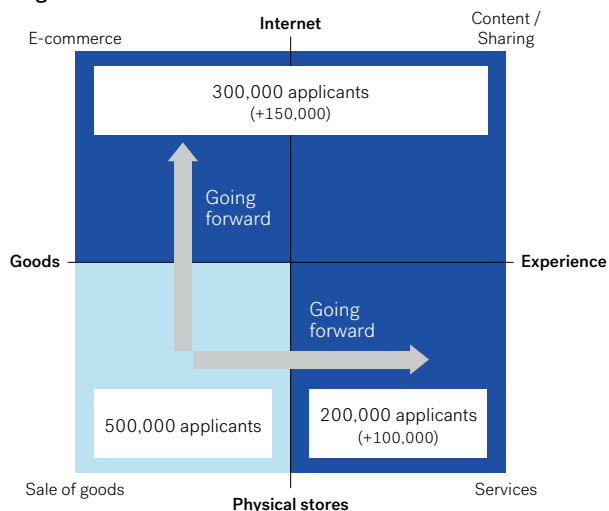 Internet
Content /
Sharing
E-commerce
300,000 applicants
(+150,000)
Going
forward
Goods
Experience
Going
forward
500,000 applicants
200,000 applicants
(+100,000)
Sale of goods
Services
Physical stores